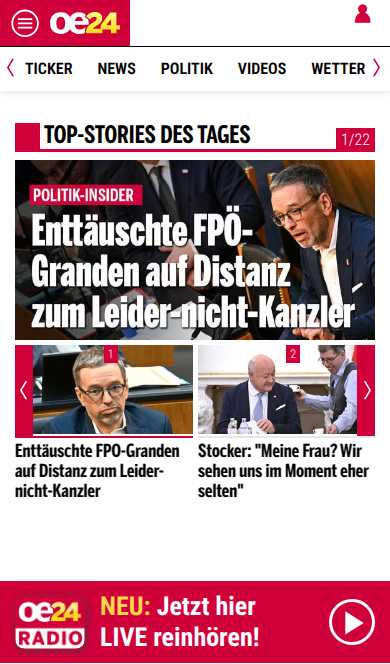 oe24
TICKER NEWS POLITIK VIDEOS WETTER
TOP-STORIES DES TAGES
1/22
POLITIK-INSIDER
Enttäuschte FPÖ-
Granden auf Distanz
zum Leider-nicht-Kanzler
1
2
Enttäuschte FPÖ-Granden
auf Distanz zum Leider-
nicht-Kanzler
Stocker: "Meine Frau? Wir
sehen uns im Moment eher
selten"
oe24
RADIO
NEU: Jetzt hier
LIVE reinhören!